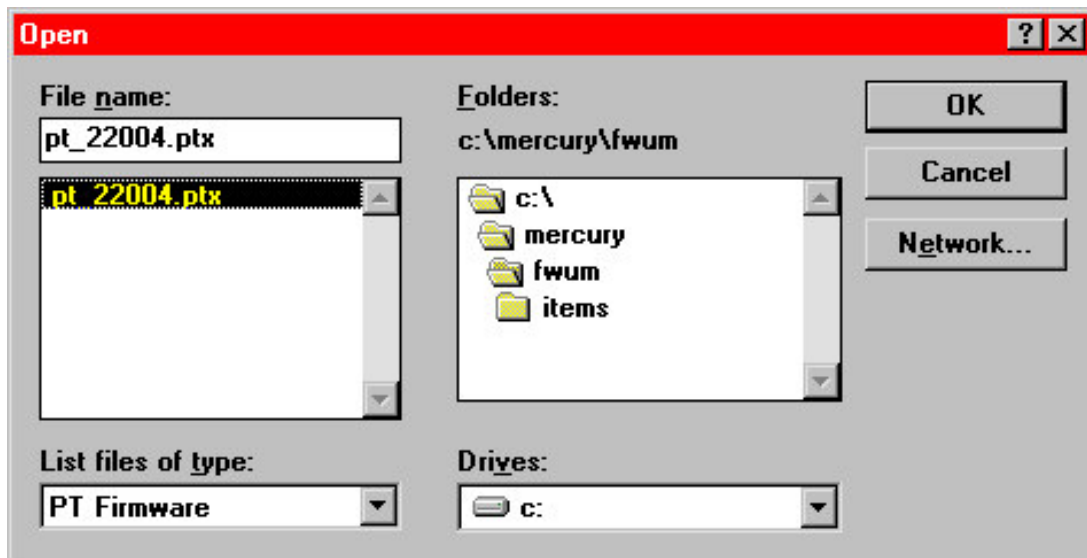 Open
File name:
pt_22004.ptx
pt_22004.ptx
List files of type:
PT Firmware
Folders:
c:\mercury\fwum
c:\
mercury
fwum
items
Drives:
c:
OK
Cancel
Network...